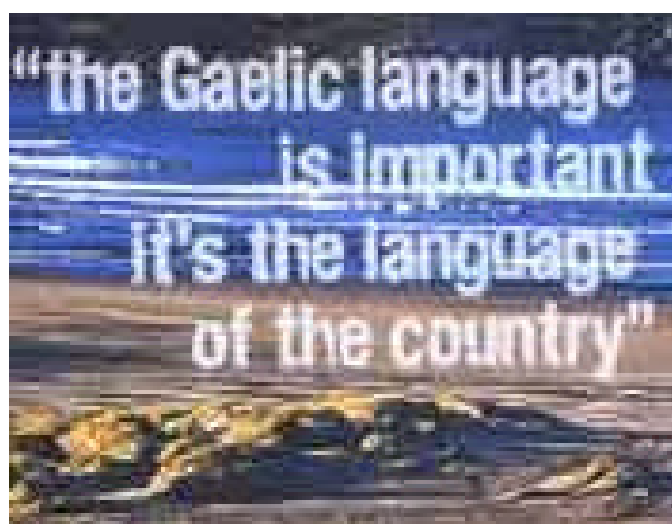 “the Gaelic language
is important
it's the language
of the country”